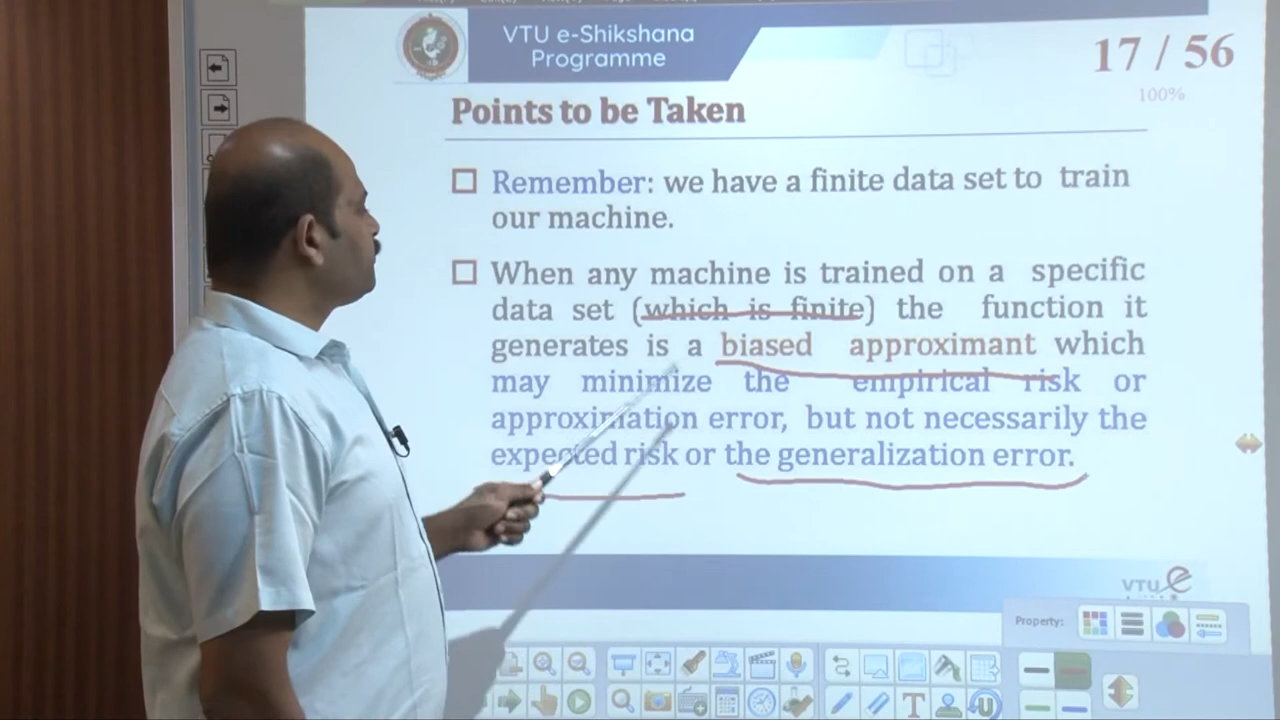 VTU e-Shikshana
Programme
17 / 56
100%
Points to be Taken
Remember: we have a finite data set to train
our machine.
When any machine is trained on a specific
data set (which is finite) the function it
generates is a biased approximant which
may minimize the empirical risk or
approximation error, but not necessarily the
expected risk or the generalization error.
VTU e
Property:
T